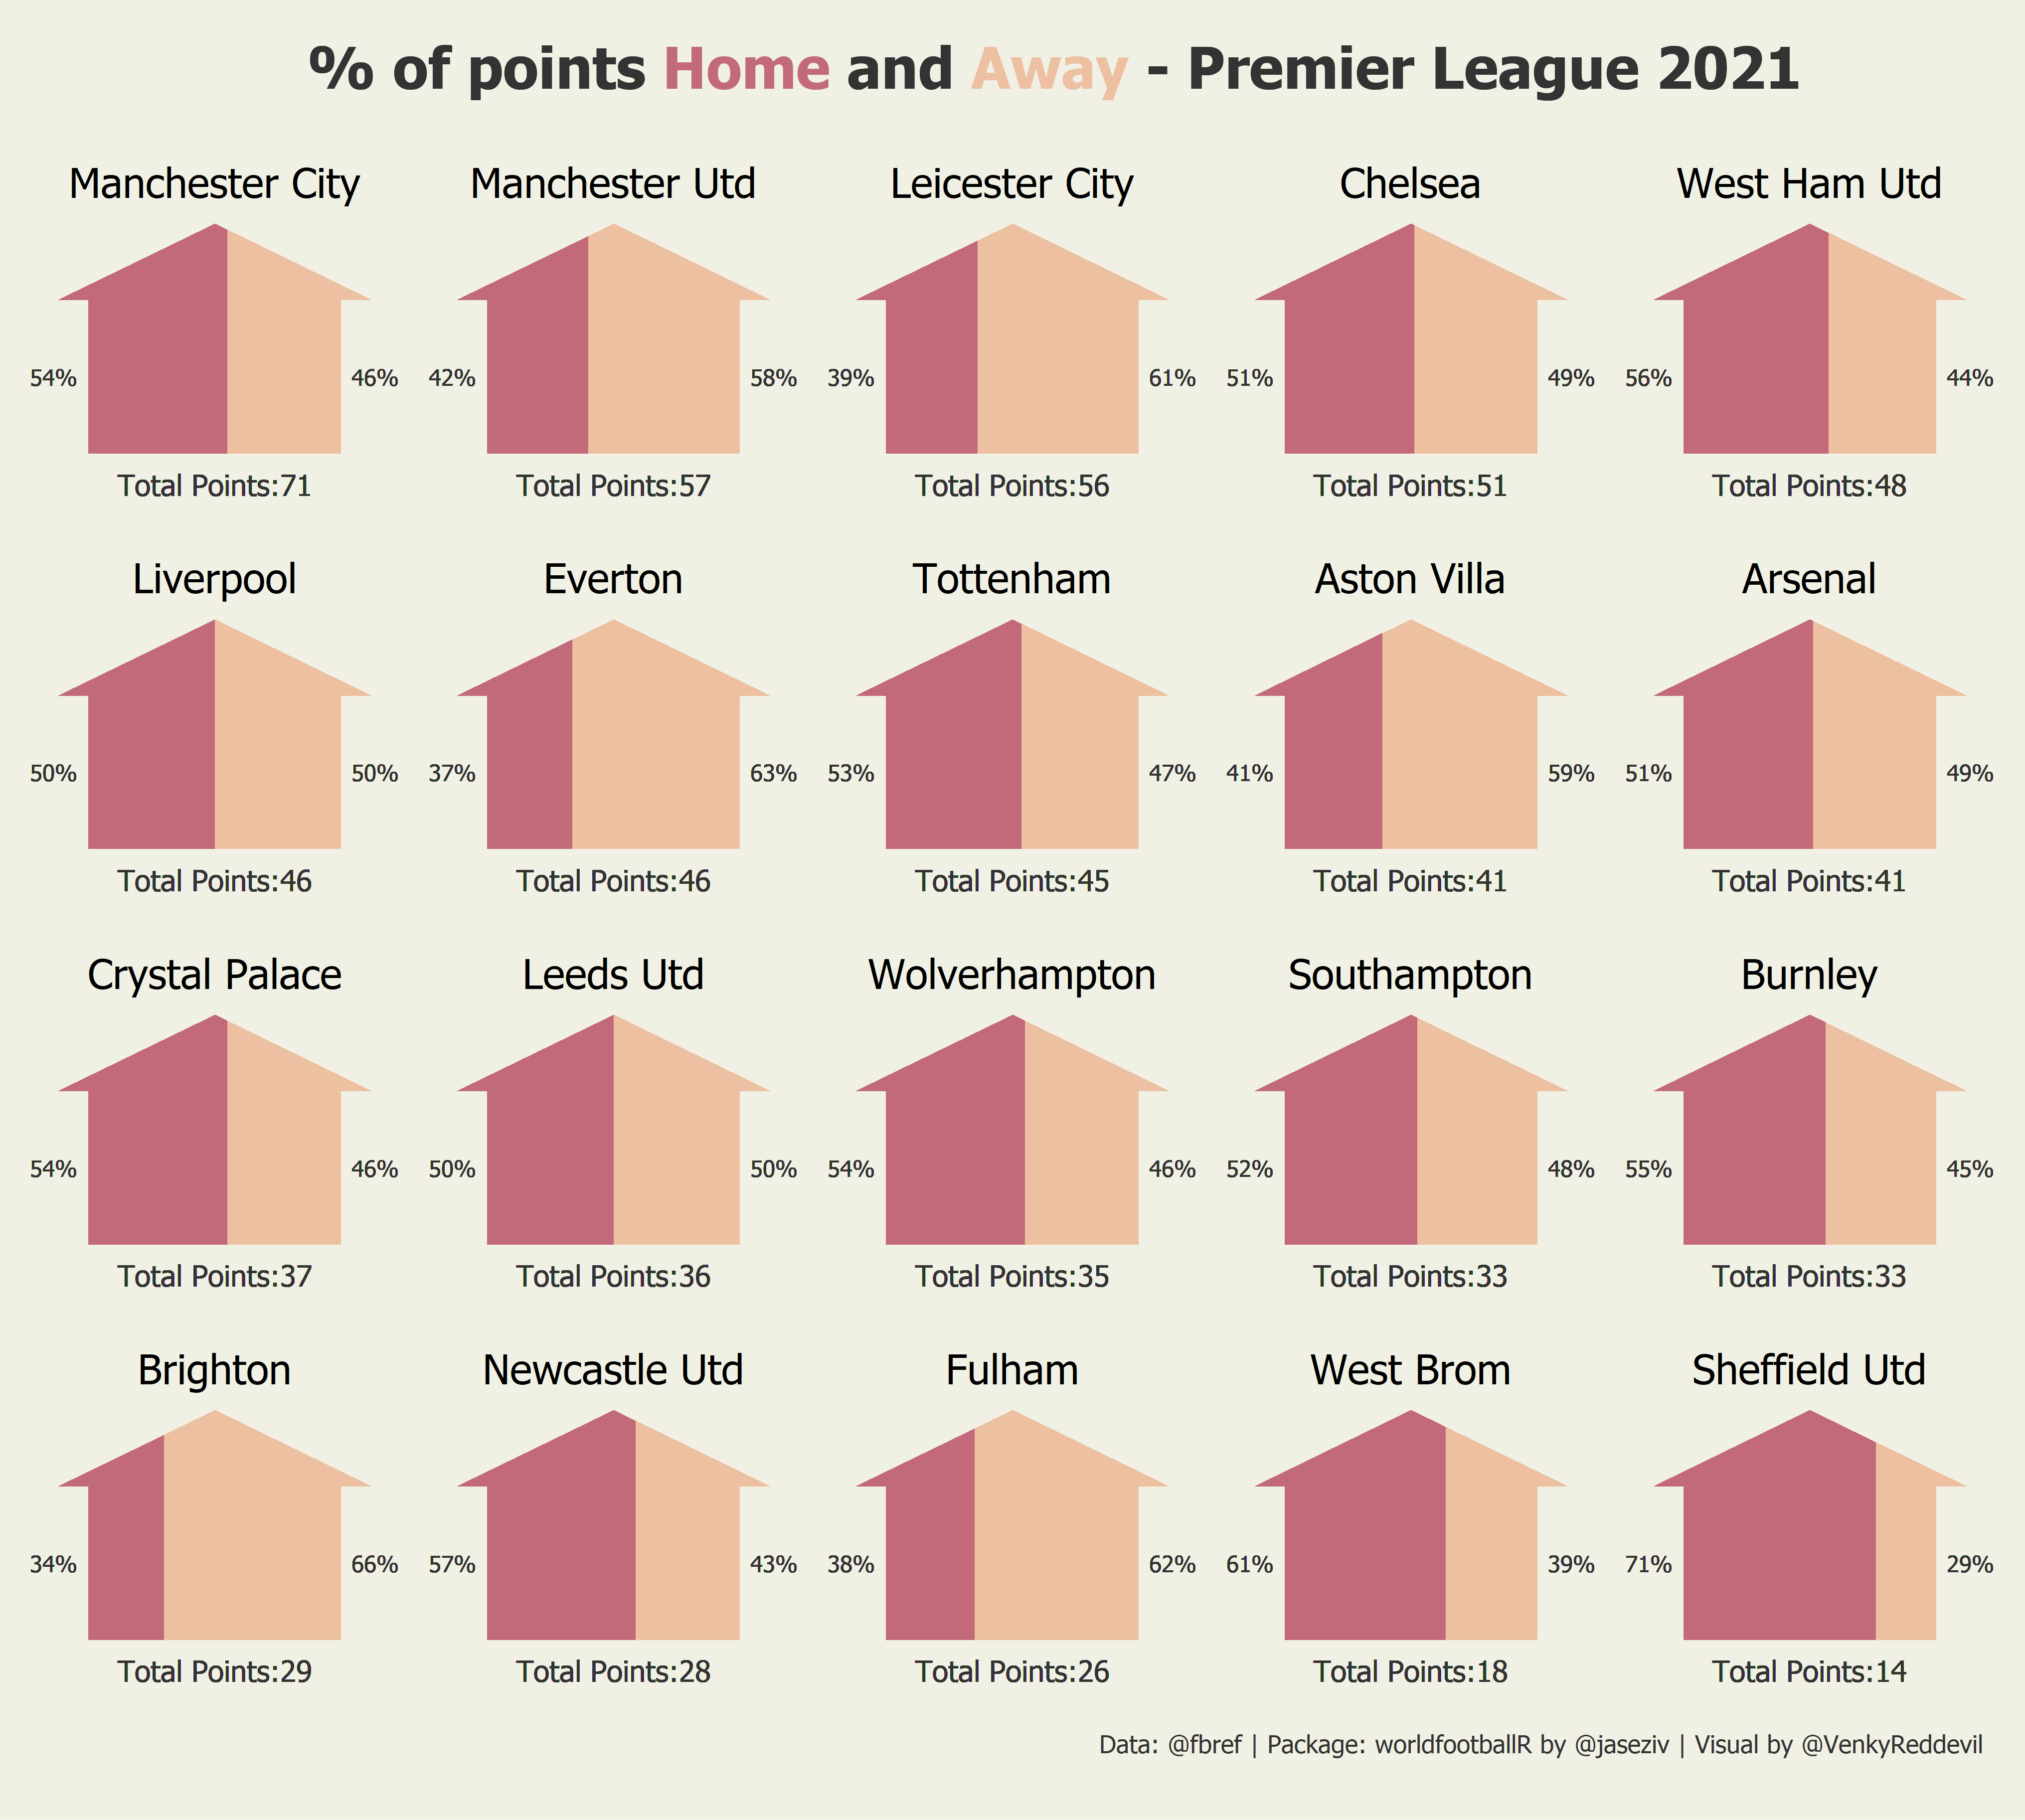 % of points Home and Away - Premier League 2021
Manchester City Manchester Utd Leicester City Chelsea West Ham Utd
54% 46% 42% 58% 39% 61% 51% 49% 56% 44%
Total Points:71 Total Points:57 Total Points:56 Total Points:51 Total Points:48
Liverpool Everton Tottenham Aston Villa Arsenal
50% 50% 37% 63% 53% 47% 41% 59% 51% 49%
Total Points:46 Total Points:46 Total Points:45 Total Points:41 Total Points:41
Crystal Palace Leeds Utd Wolverhampton Southampton Burnley
54% 46% 50% 50% 54% 46% 52% 48% 55% 45%
Total Points:37 Total Points:36 Total Points:35 Total Points:33 Total Points:33
Brighton Newcastle Utd Fulham West Brom Sheffield Utd
34% 66% 57% 43% 38% 62% 61% 39% 71% 29%
Total Points:29 Total Points:28 Total Points:26 Total Points:18 Total Points:14
Data: @fbref | Package: worldfootballR by @jaseziv | Visual by @VenkyReddevil